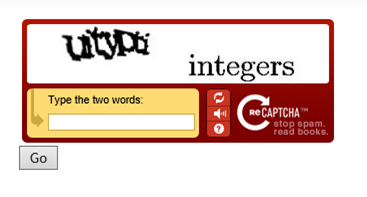 integers
Type the two words:
ReCAPTCHA™
stop spam.
read books.
Go